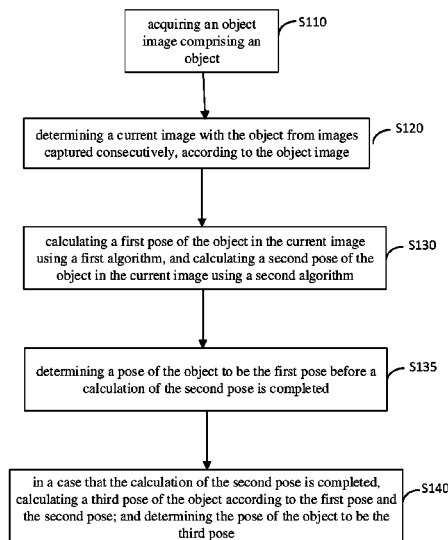 acquiring an object
image comprising an
object
S110
determining a current image with the object from images
captured consecutively, according to the object image
S120
calculating a first pose of the object in the current image
using a first algorithm, and calculating a second pose of the
object in the current image using a second algorithm
S130
determining a pose of the object to be the first pose before a
calculation of the second pose is completed
S135
in a case that the calculation of the second pose is completed,
calculating a third pose of the object according to the first pose and
the second pose; and determining the pose of the object to be the
third pose
S140